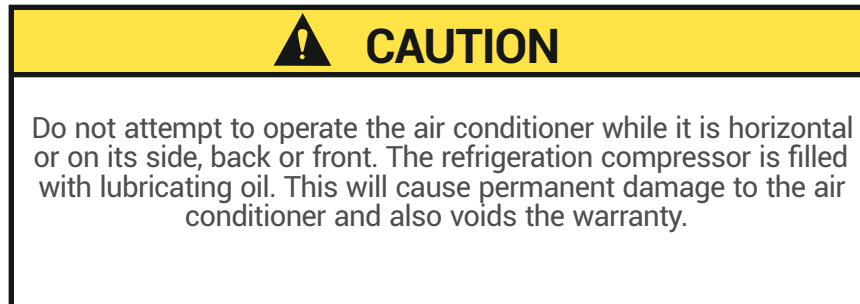 CAUTION
Do not attempt to operate the air conditioner while it is horizontal
or on its side, back or front. The refrigeration compressor is filled
with lubricating oil. This will cause permanent damage to the air
conditioner and also voids the warranty.